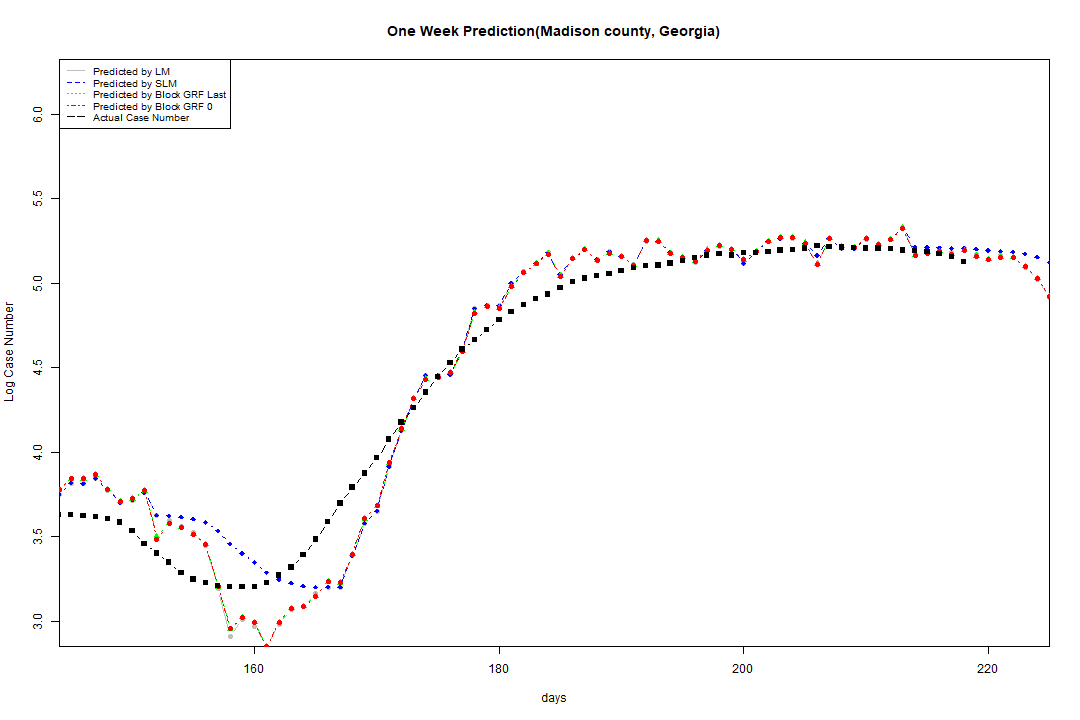 One Week Prediction(Madison county, Georgia)
Predicted by LM
Predicted by SLM
Predicted by Block GRF Last
Predicted by Block GRF 0
Actual Case Number
6.0
5.5
5.0
4.5
4.0
3.5
3.0
Log Case Number
160
180
200
220
days